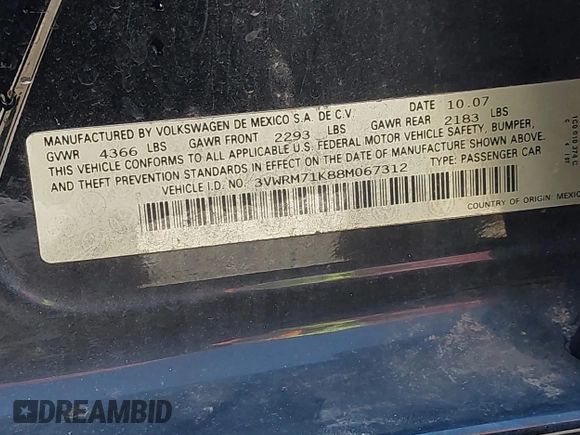 MANUFACTURED BY VOLKSWAGEN DE MEXICO S.A. DE C.V. DATE 10.07
GVWR 4366 LBS GAWR FRONT 2293 LBS GAWR REAR 2183 LBS
THIS VEHICLE CONFORMS TO ALL APPLICABLE U.S. FEDERAL MOTOR VEHICLE SAFETY, BUMPER,
AND THEFT PREVENTION STANDARDS IN EFFECT ON THE DATE OF MANUFACTURE SHOWN ABOVE.
VEHICLE I.D. NO. 3VWRM71K88M067312 TYPE: PASSENGER CAR
COUNTRY OF ORIGIN: MEXICO
DREAMBID